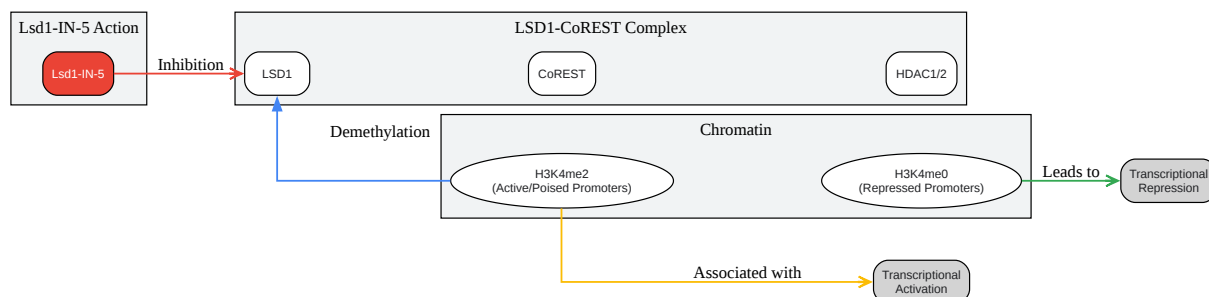 Lsd1-IN-5 Action
LSD1-CoREST Complex
Lsd1-IN-5
Inhibition
LSD1
CoREST
HDAC1/2
Demethylation
Chromatin
H3K4me2
(Active/Poised Promoters)
H3K4me0
(Repressed Promoters)
Leads to
Transcriptional
Repression
Associated with
Transcriptional
Activation